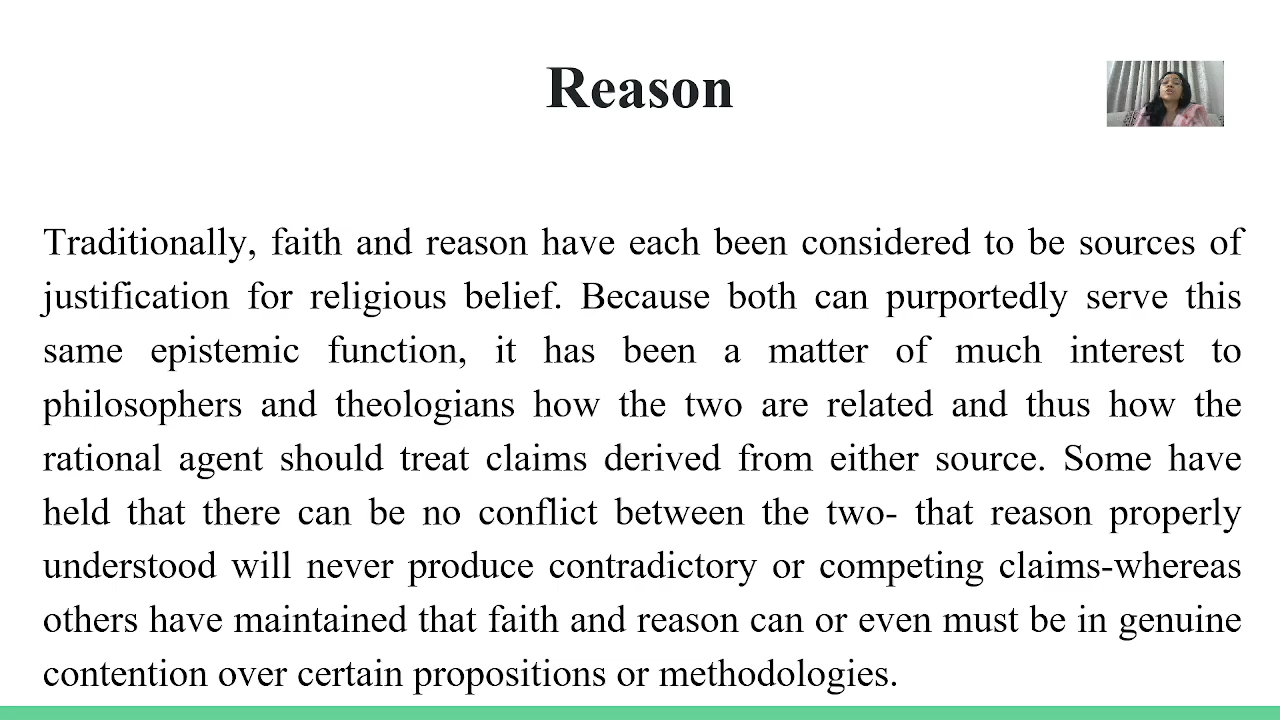 Reason
Traditionally, faith and reason have each been considered to be sources of
justification for religious belief. Because both can purportedly serve this
same epistemic function, it has been a matter of much interest to
philosophers and theologians how the two are related and thus how the
rational agent should treat claims derived from either source. Some have
held that there can be no conflict between the two- that reason properly
understood will never produce contradictory or competing claims-whereas
others have maintained that faith and reason can or even must be in genuine
contention over certain propositions or methodologies.